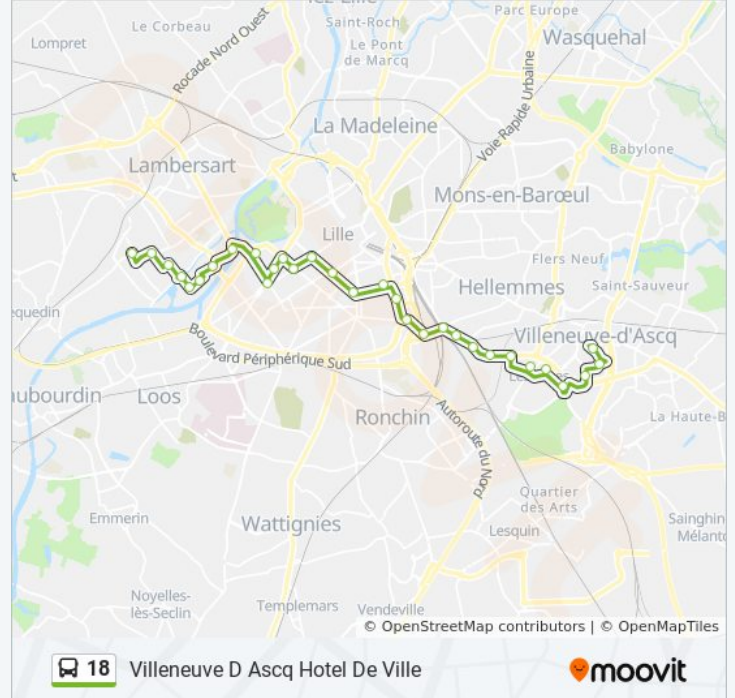 Parc Europe
Le Corbeau
Saint-Roch
Wasquehal
Lompret
Rocade Nord Ouest
Le Pont
de Marcq
Voie Rapide Urbaine
La Madeleine
Babylone
Lambersart
Mons-en-Barœul
Lille
Flers Neuf
Hellemmes
Saint-Sauveur
equedin
Villeneuve-d'Ascq
Boulevard Périphérique Sud
aubourdin
Loos
Ronchin
La Haute-B
Autoroute du Nord
Quartier
des Arts
Emmerin
Wattignies
Lesquin
Sainghin
Mélant
Noyelles-
lès-Seclin
Templemars
Vendeville
© OpenStreetMap contributors | © OpenMapTiles
18 Villeneuve D Ascq Hotel De Ville
moovit